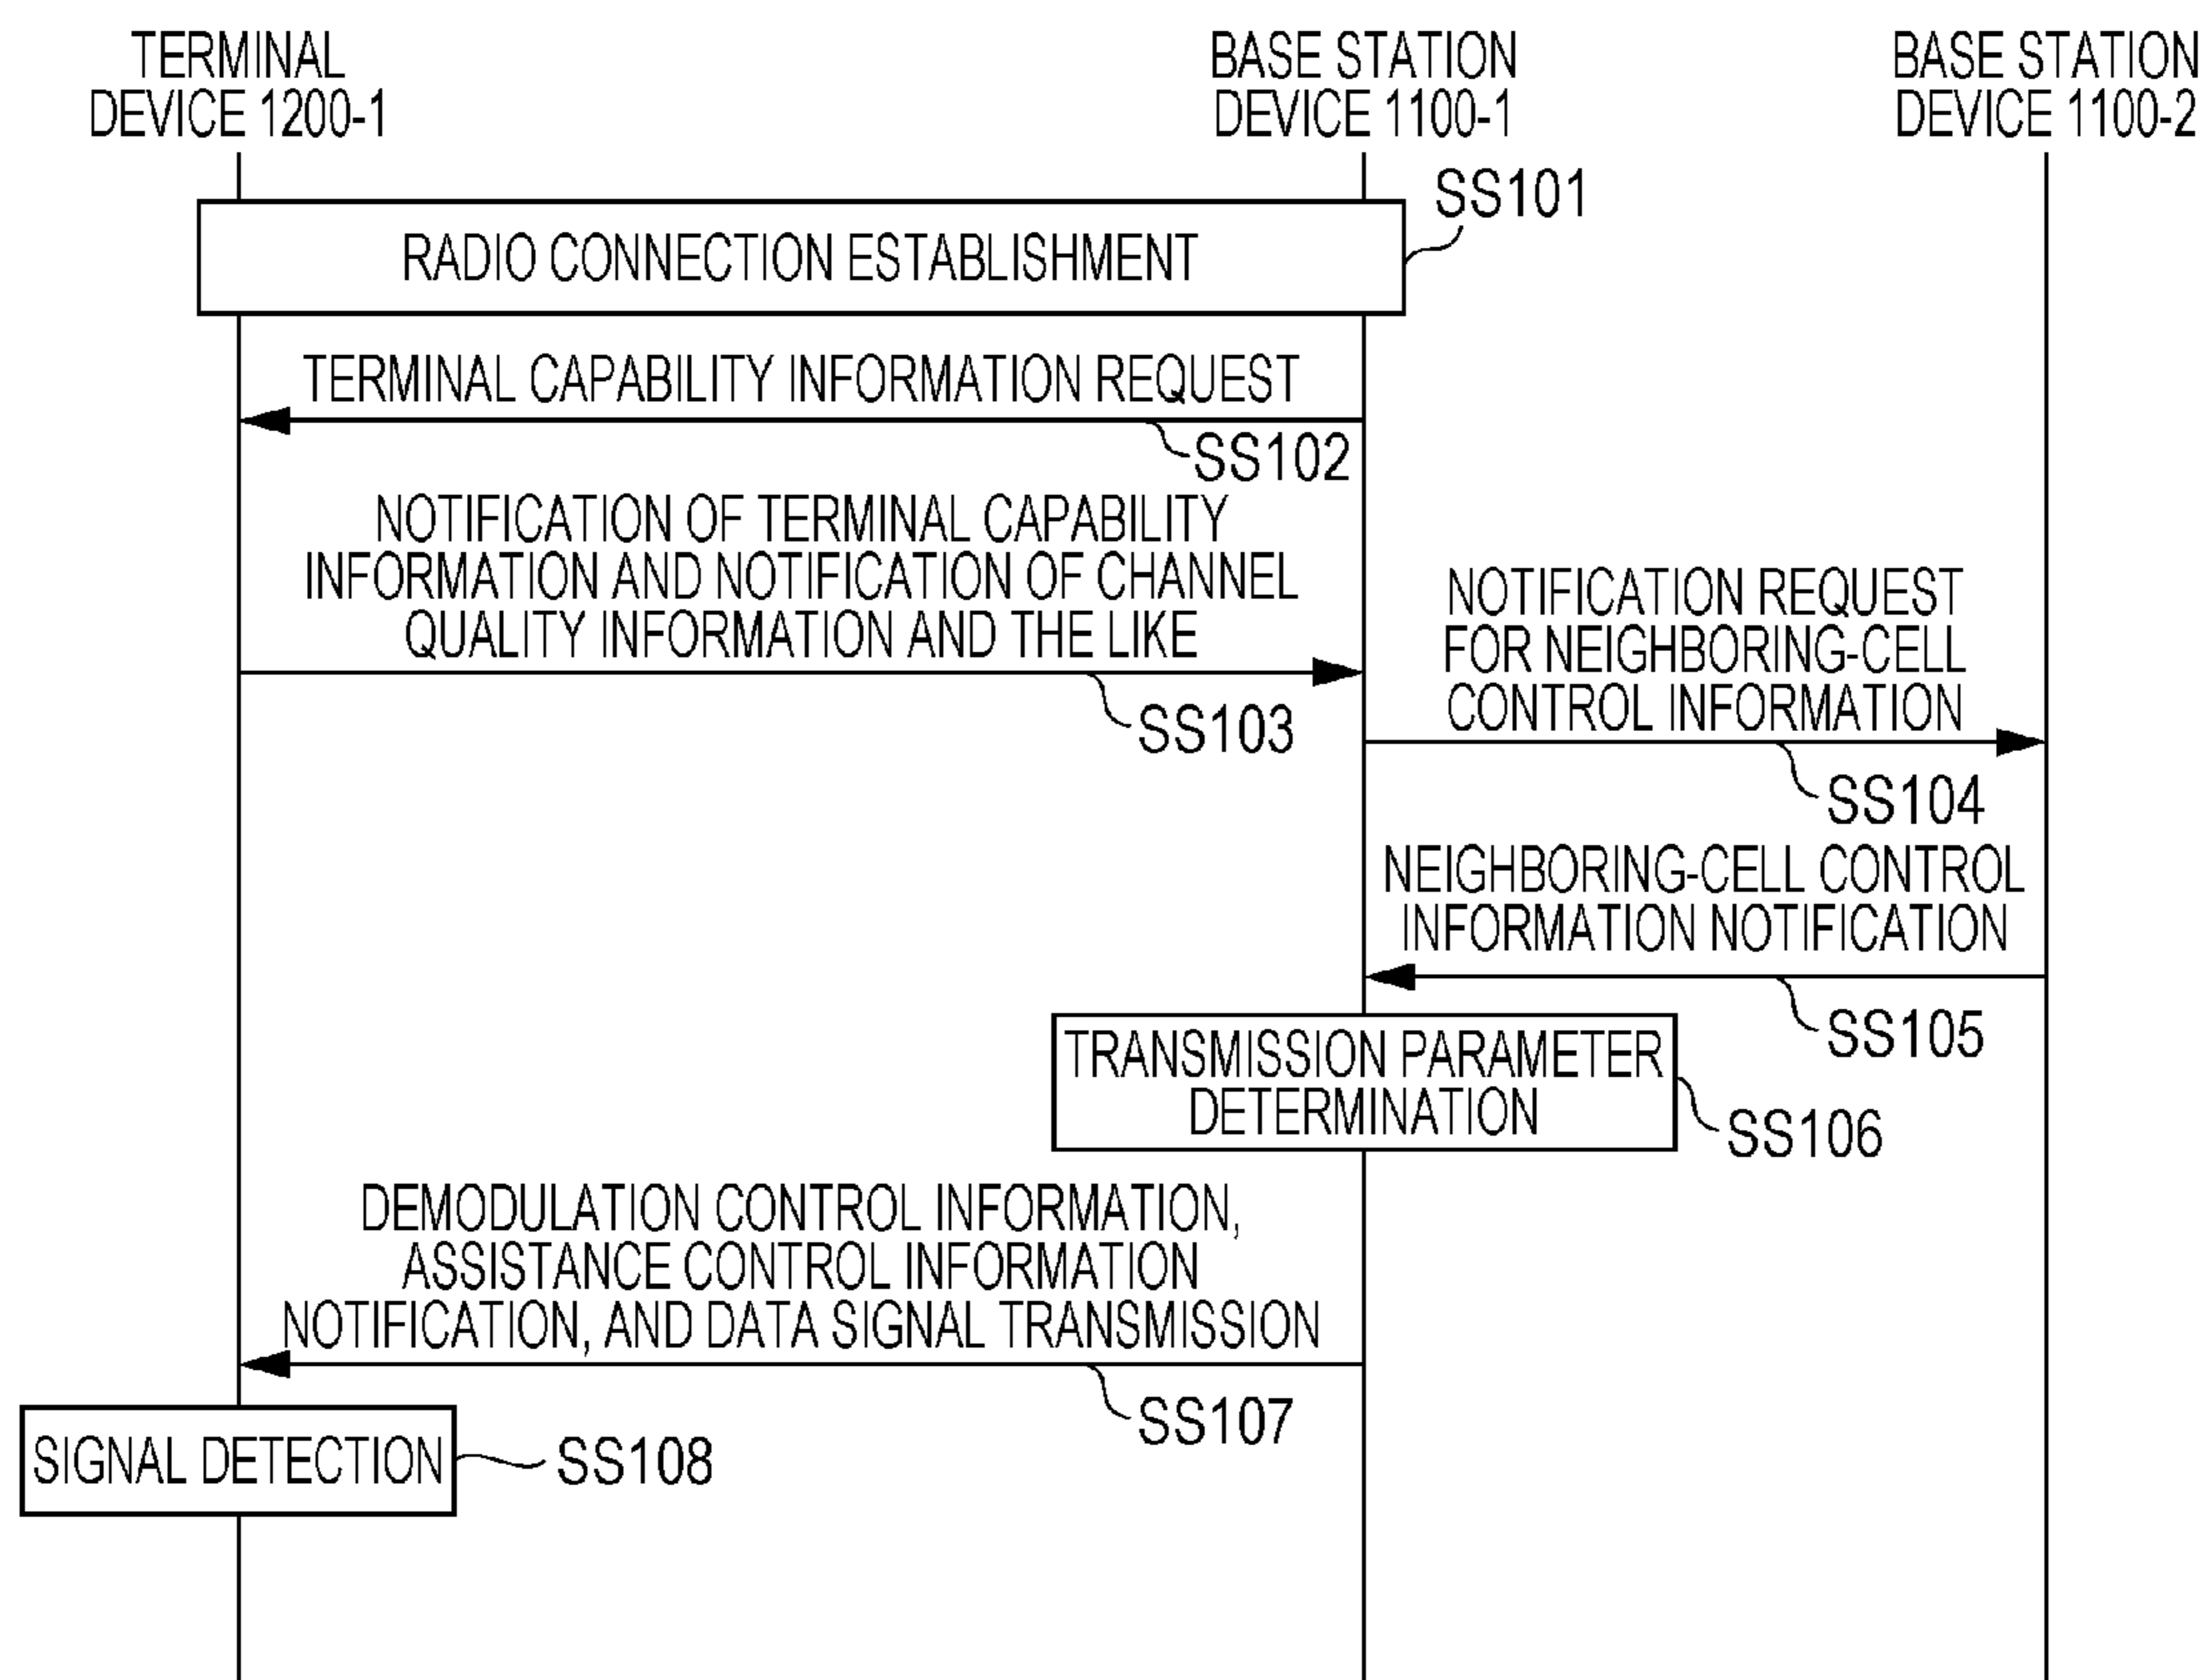 TERMINAL
DEVICE 1200-1
BASE STATION
DEVICE 1100-1
BASE STATION
DEVICE 1100-2
SS101
RADIO CONNECTION ESTABLISHMENT
TERMINAL CAPABILITY INFORMATION REQUEST
SS102
NOTIFICATION OF TERMINAL CAPABILITY
INFORMATION AND NOTIFICATION OF CHANNEL
QUALITY INFORMATION AND THE LIKE
SS103
NOTIFICATION REQUEST
FOR NEIGHBORING-CELL
CONTROL INFORMATION
SS104
NEIGHBORING-CELL CONTROL
INFORMATION NOTIFICATION
SS105
TRANSMISSION PARAMETER
DETERMINATION
SS106
DEMODULATION CONTROL INFORMATION,
ASSISTANCE CONTROL INFORMATION
NOTIFICATION, AND DATA SIGNAL TRANSMISSION
SS107
SIGNAL DETECTION
SS108